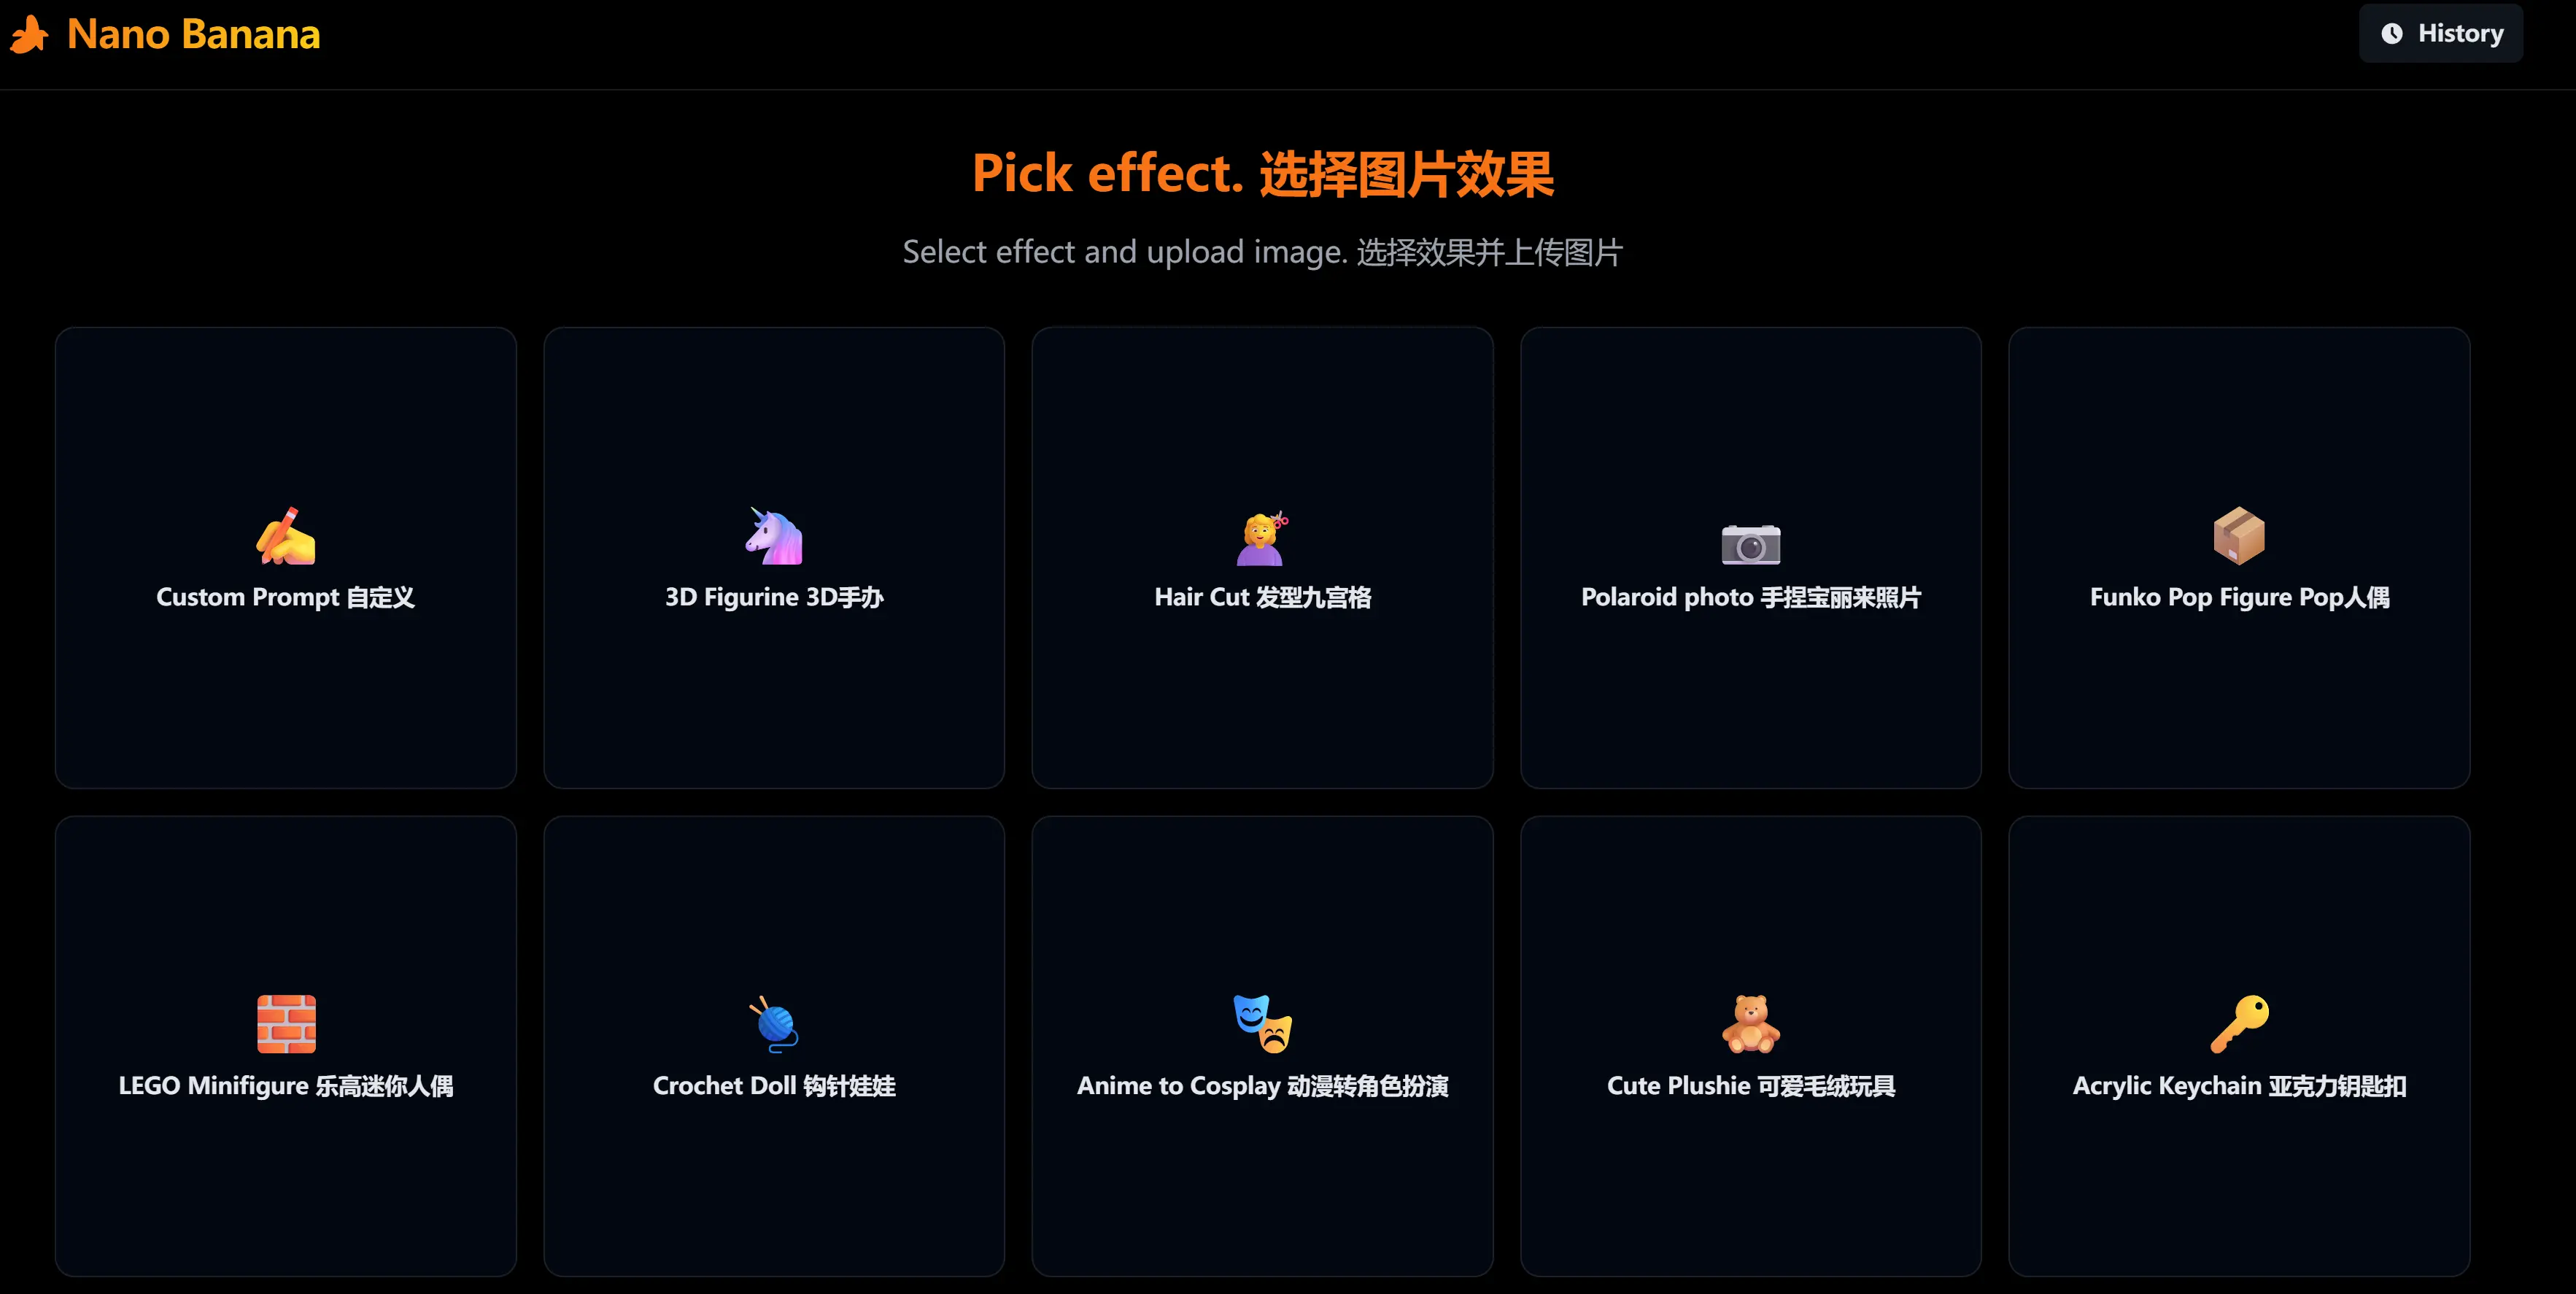 Nano Banana
History
Pick effect. 选择图片效果
Select effect and upload image. 选择效果并上传图片
Custom Prompt 自定义
3D Figurine 3D手办
Hair Cut 发型九宫格
Polaroid photo 手捏宝丽来照片
Funko Pop Figure Pop人偶
LEGO Minifigure 乐高迷你人偶
Crochet Doll 钩针娃娃
Anime to Cosplay 动漫转角色扮演
Cute Plushie 可爱毛绒玩具
Acrylic Keychain 亚克力钥匙扣